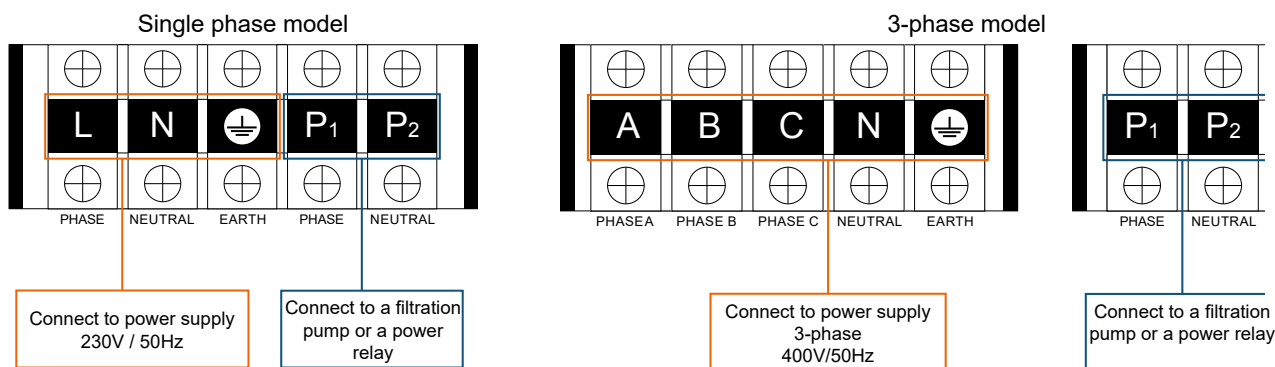 Single phase model
L N P1 P2
PHASE NEUTRAL EARTH PHASE NEUTRAL
Connect to power supply
230V / 50Hz
Connect to a filtration
pump or a power
relay
3-phase model
A B C N
PHASE A PHASE B PHASE C NEUTRAL EARTH
Connect to power supply
3-phase
400V/50Hz
P1 P2
PHASE NEUTRAL
Connect to a filtration
pump or a power relay